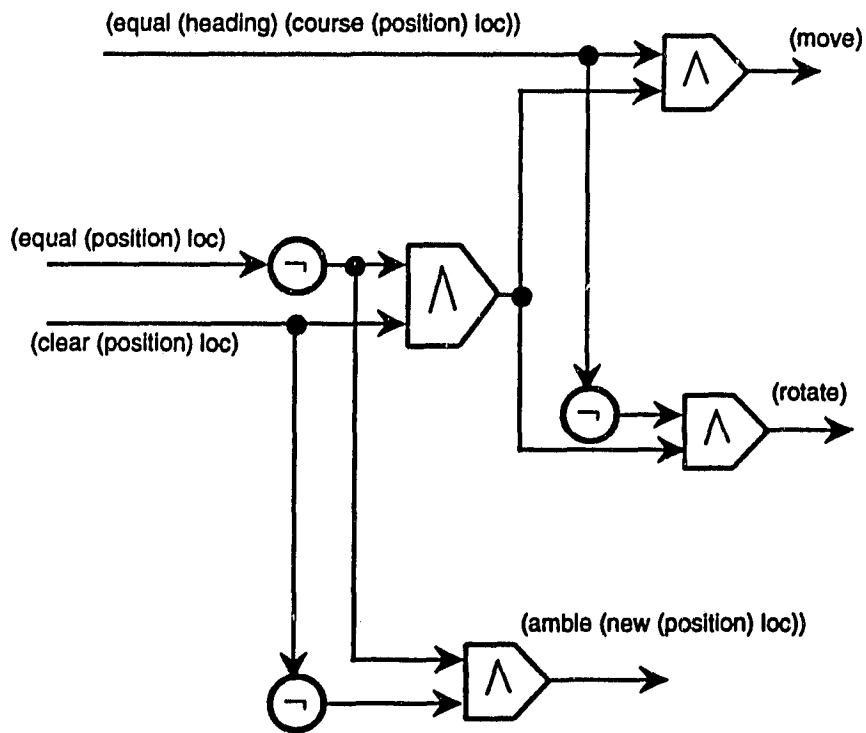 (equal (heading) (course (position) loc))
(move)
∧
(equal (position) loc)
¬
∧
(clear (position) loc)
(rotate)
¬
∧
(amble (new (position) loc))
∧
¬